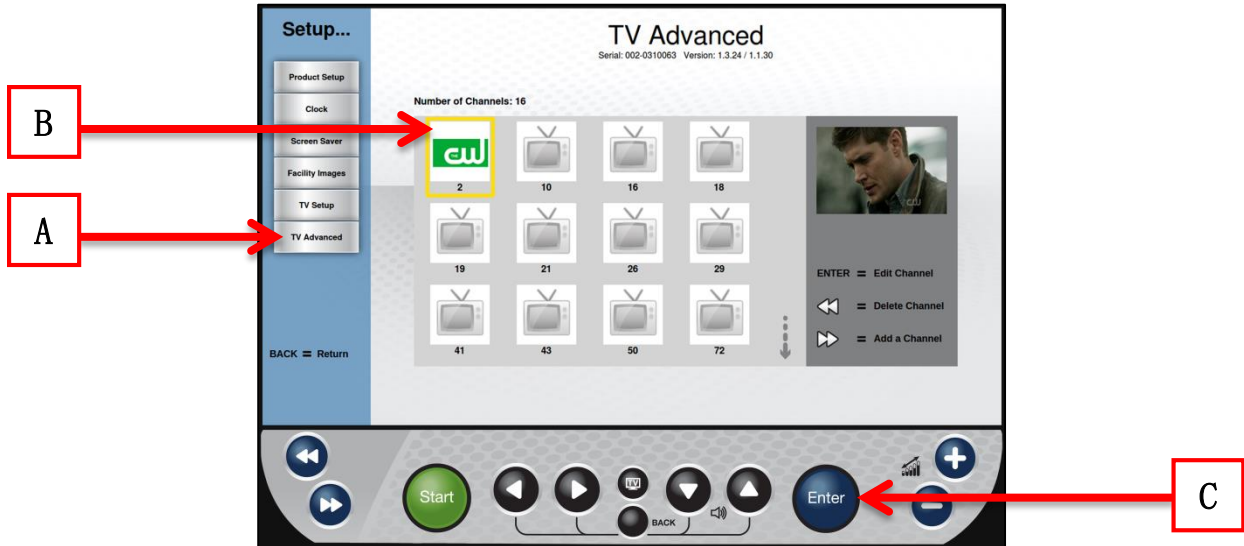 Setup...
TV Advanced
Serial: 002-0310063 Version: 1.3.24 / 1.1.30
Product Setup
Clock
Screen Saver
Facility Images
TV Setup
TV Advanced
BACK = Return
B
A
C
Number of Channels: 16
CW
2
10
16
18
19
21
26
29
41
43
50
72
CW
ENTER = Edit Channel
= Delete Channel
= Add a Channel
Start
TV
BACK
Enter